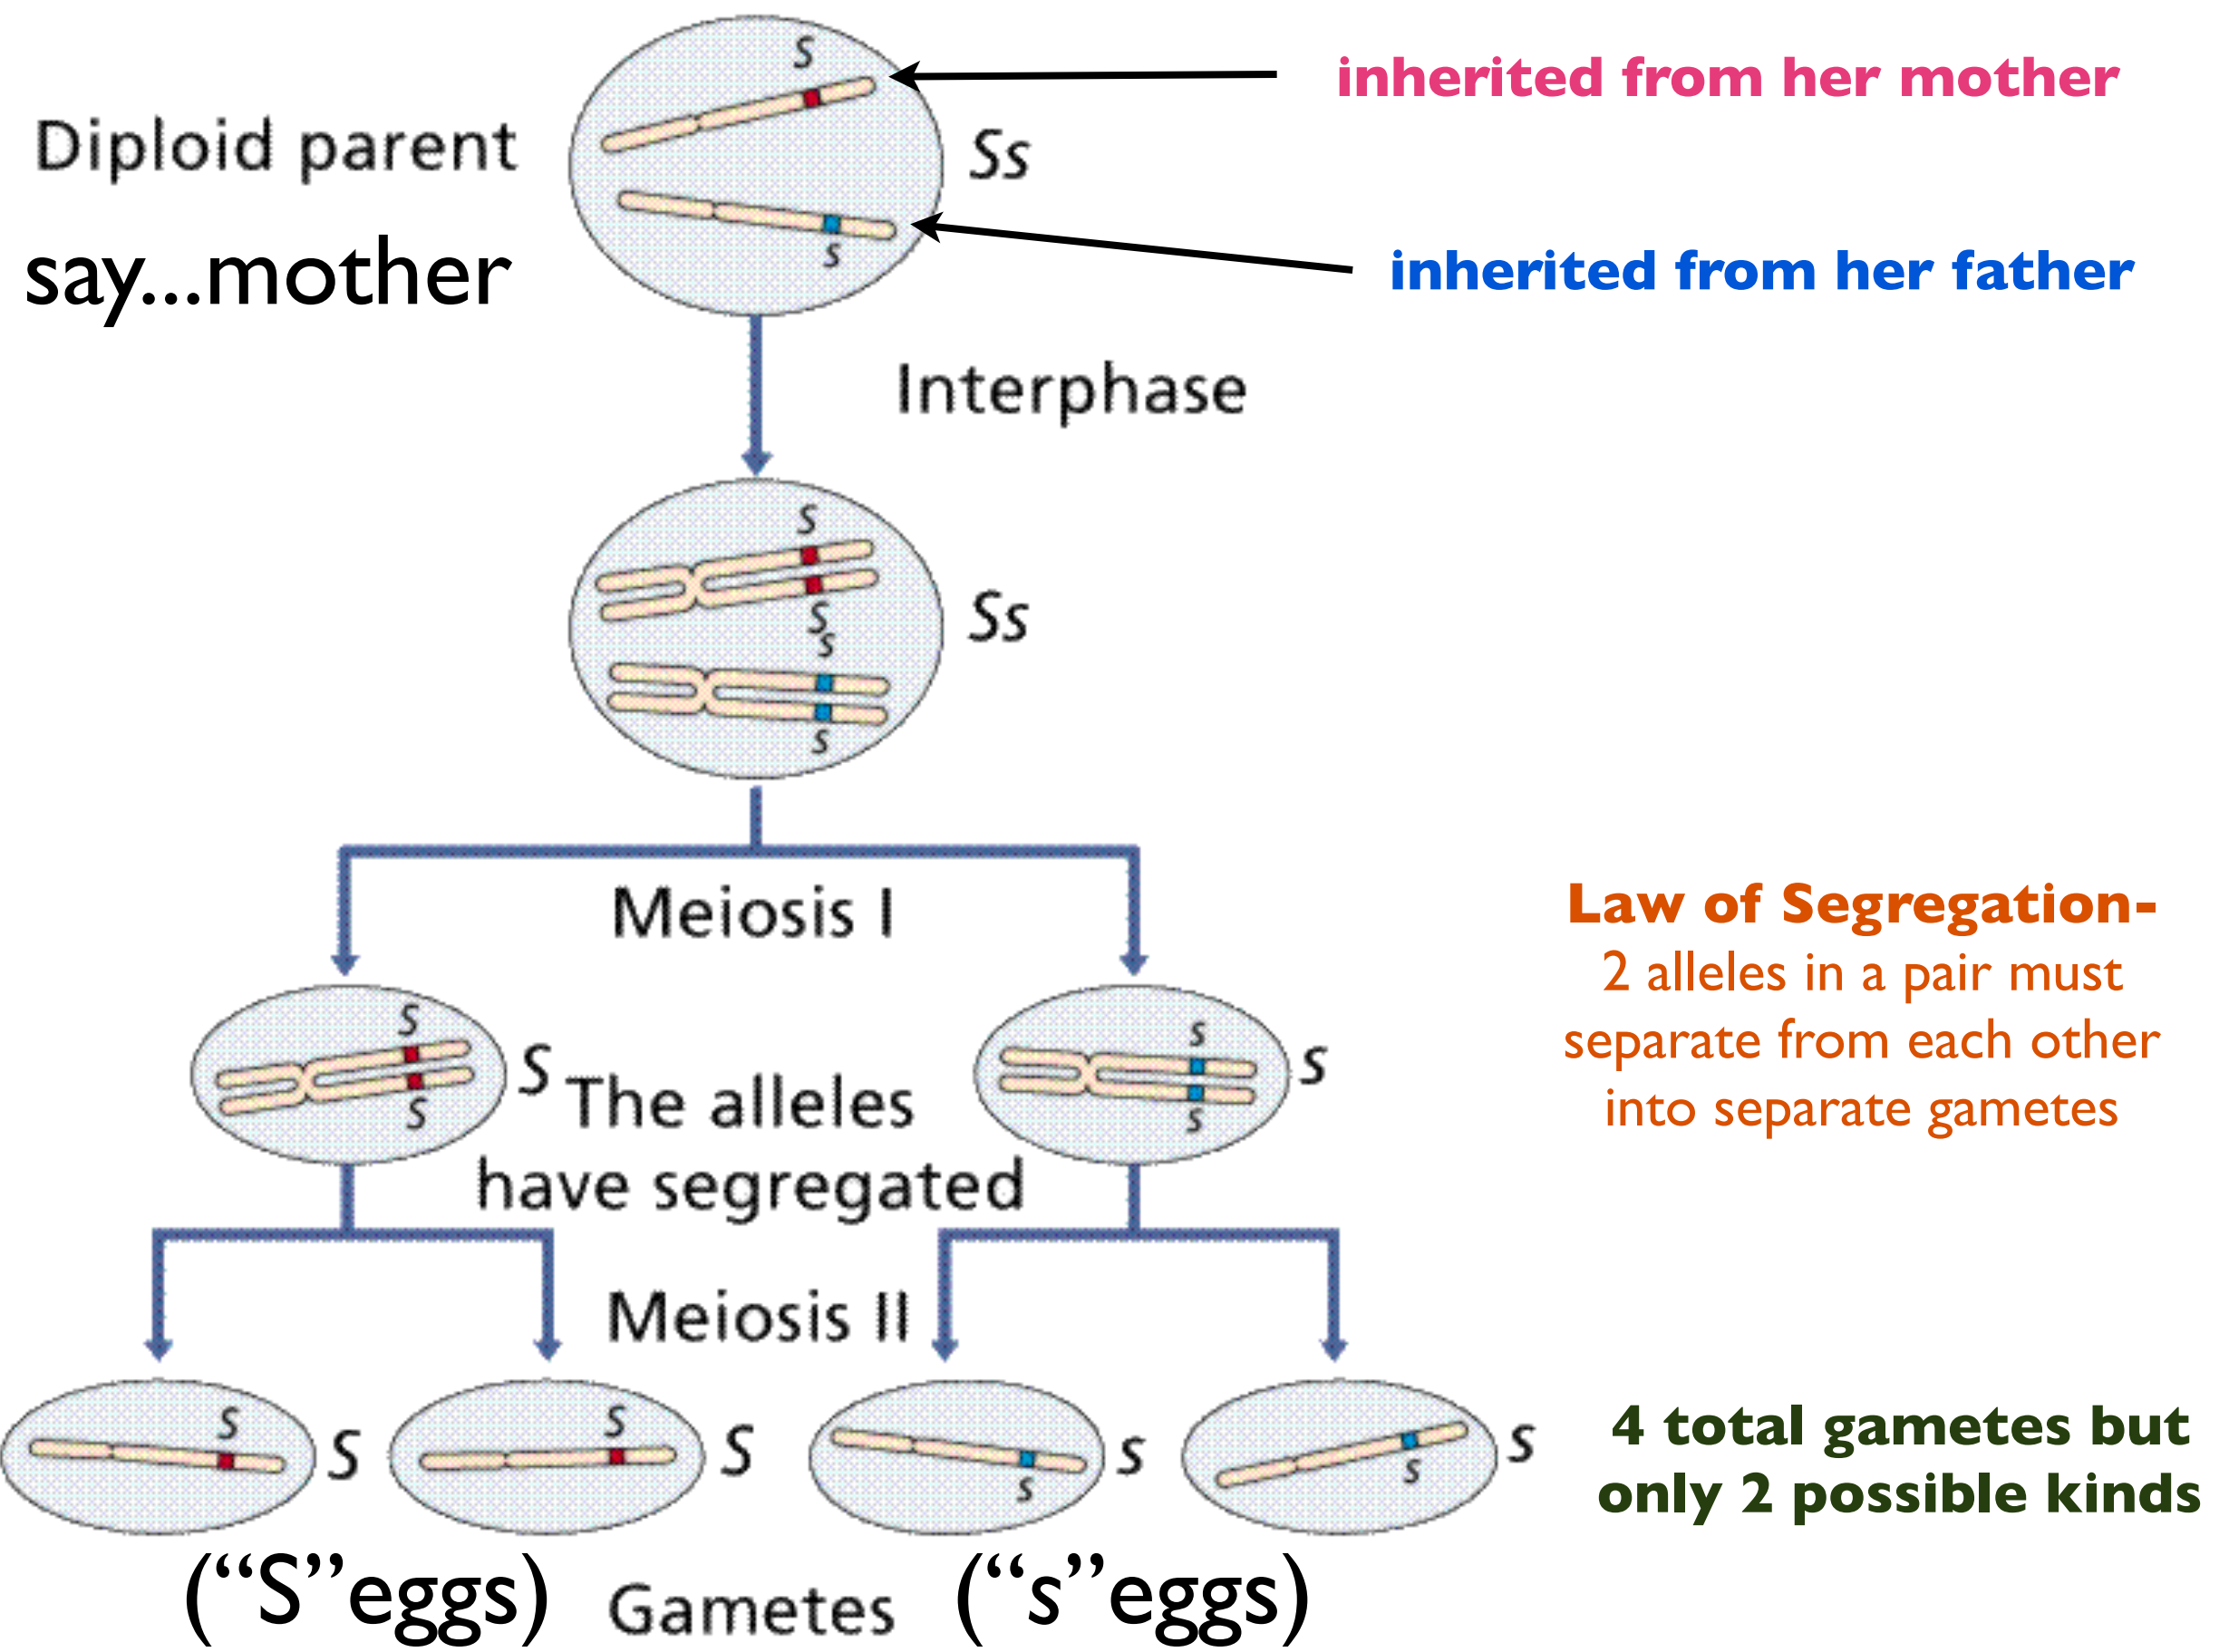 S
inherited from her mother
Diploid parent
Ss
say...mother
s
inherited from her father
Interphase
S
Ss
S
s
s
Meiosis I
Law of Segregation-
2 alleles in a pair must
separate from each other
into separate gametes
S
S
S
The alleles
have segregated
s
s
s
Meiosis II
S
S
S
S
s
s
s
s
4 total gametes but
only 2 possible kinds
(“S”eggs)
Gametes
(“s”eggs)